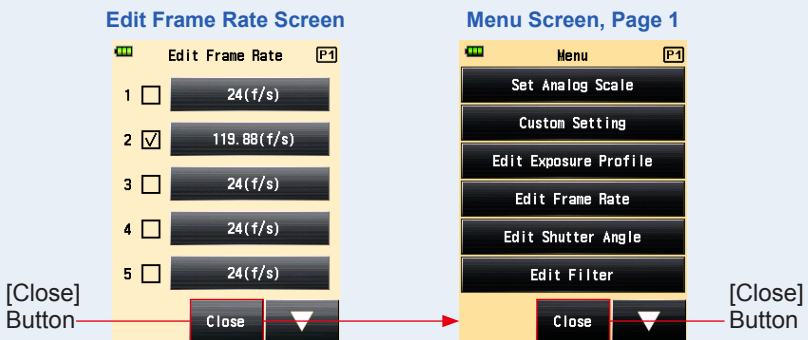 Edit Frame Rate Screen
Edit Frame Rate P1
1 24(f/s)
2 119.88(f/s)
3 24(f/s)
4 24(f/s)
5 24(f/s)
Close
[Close]
Button
Menu Screen, Page 1
Menu P1
Set Analog Scale
Custom Setting
Edit Exposure Profile
Edit Frame Rate
Edit Shutter Angle
Edit Filter
Close
[Close]
Button